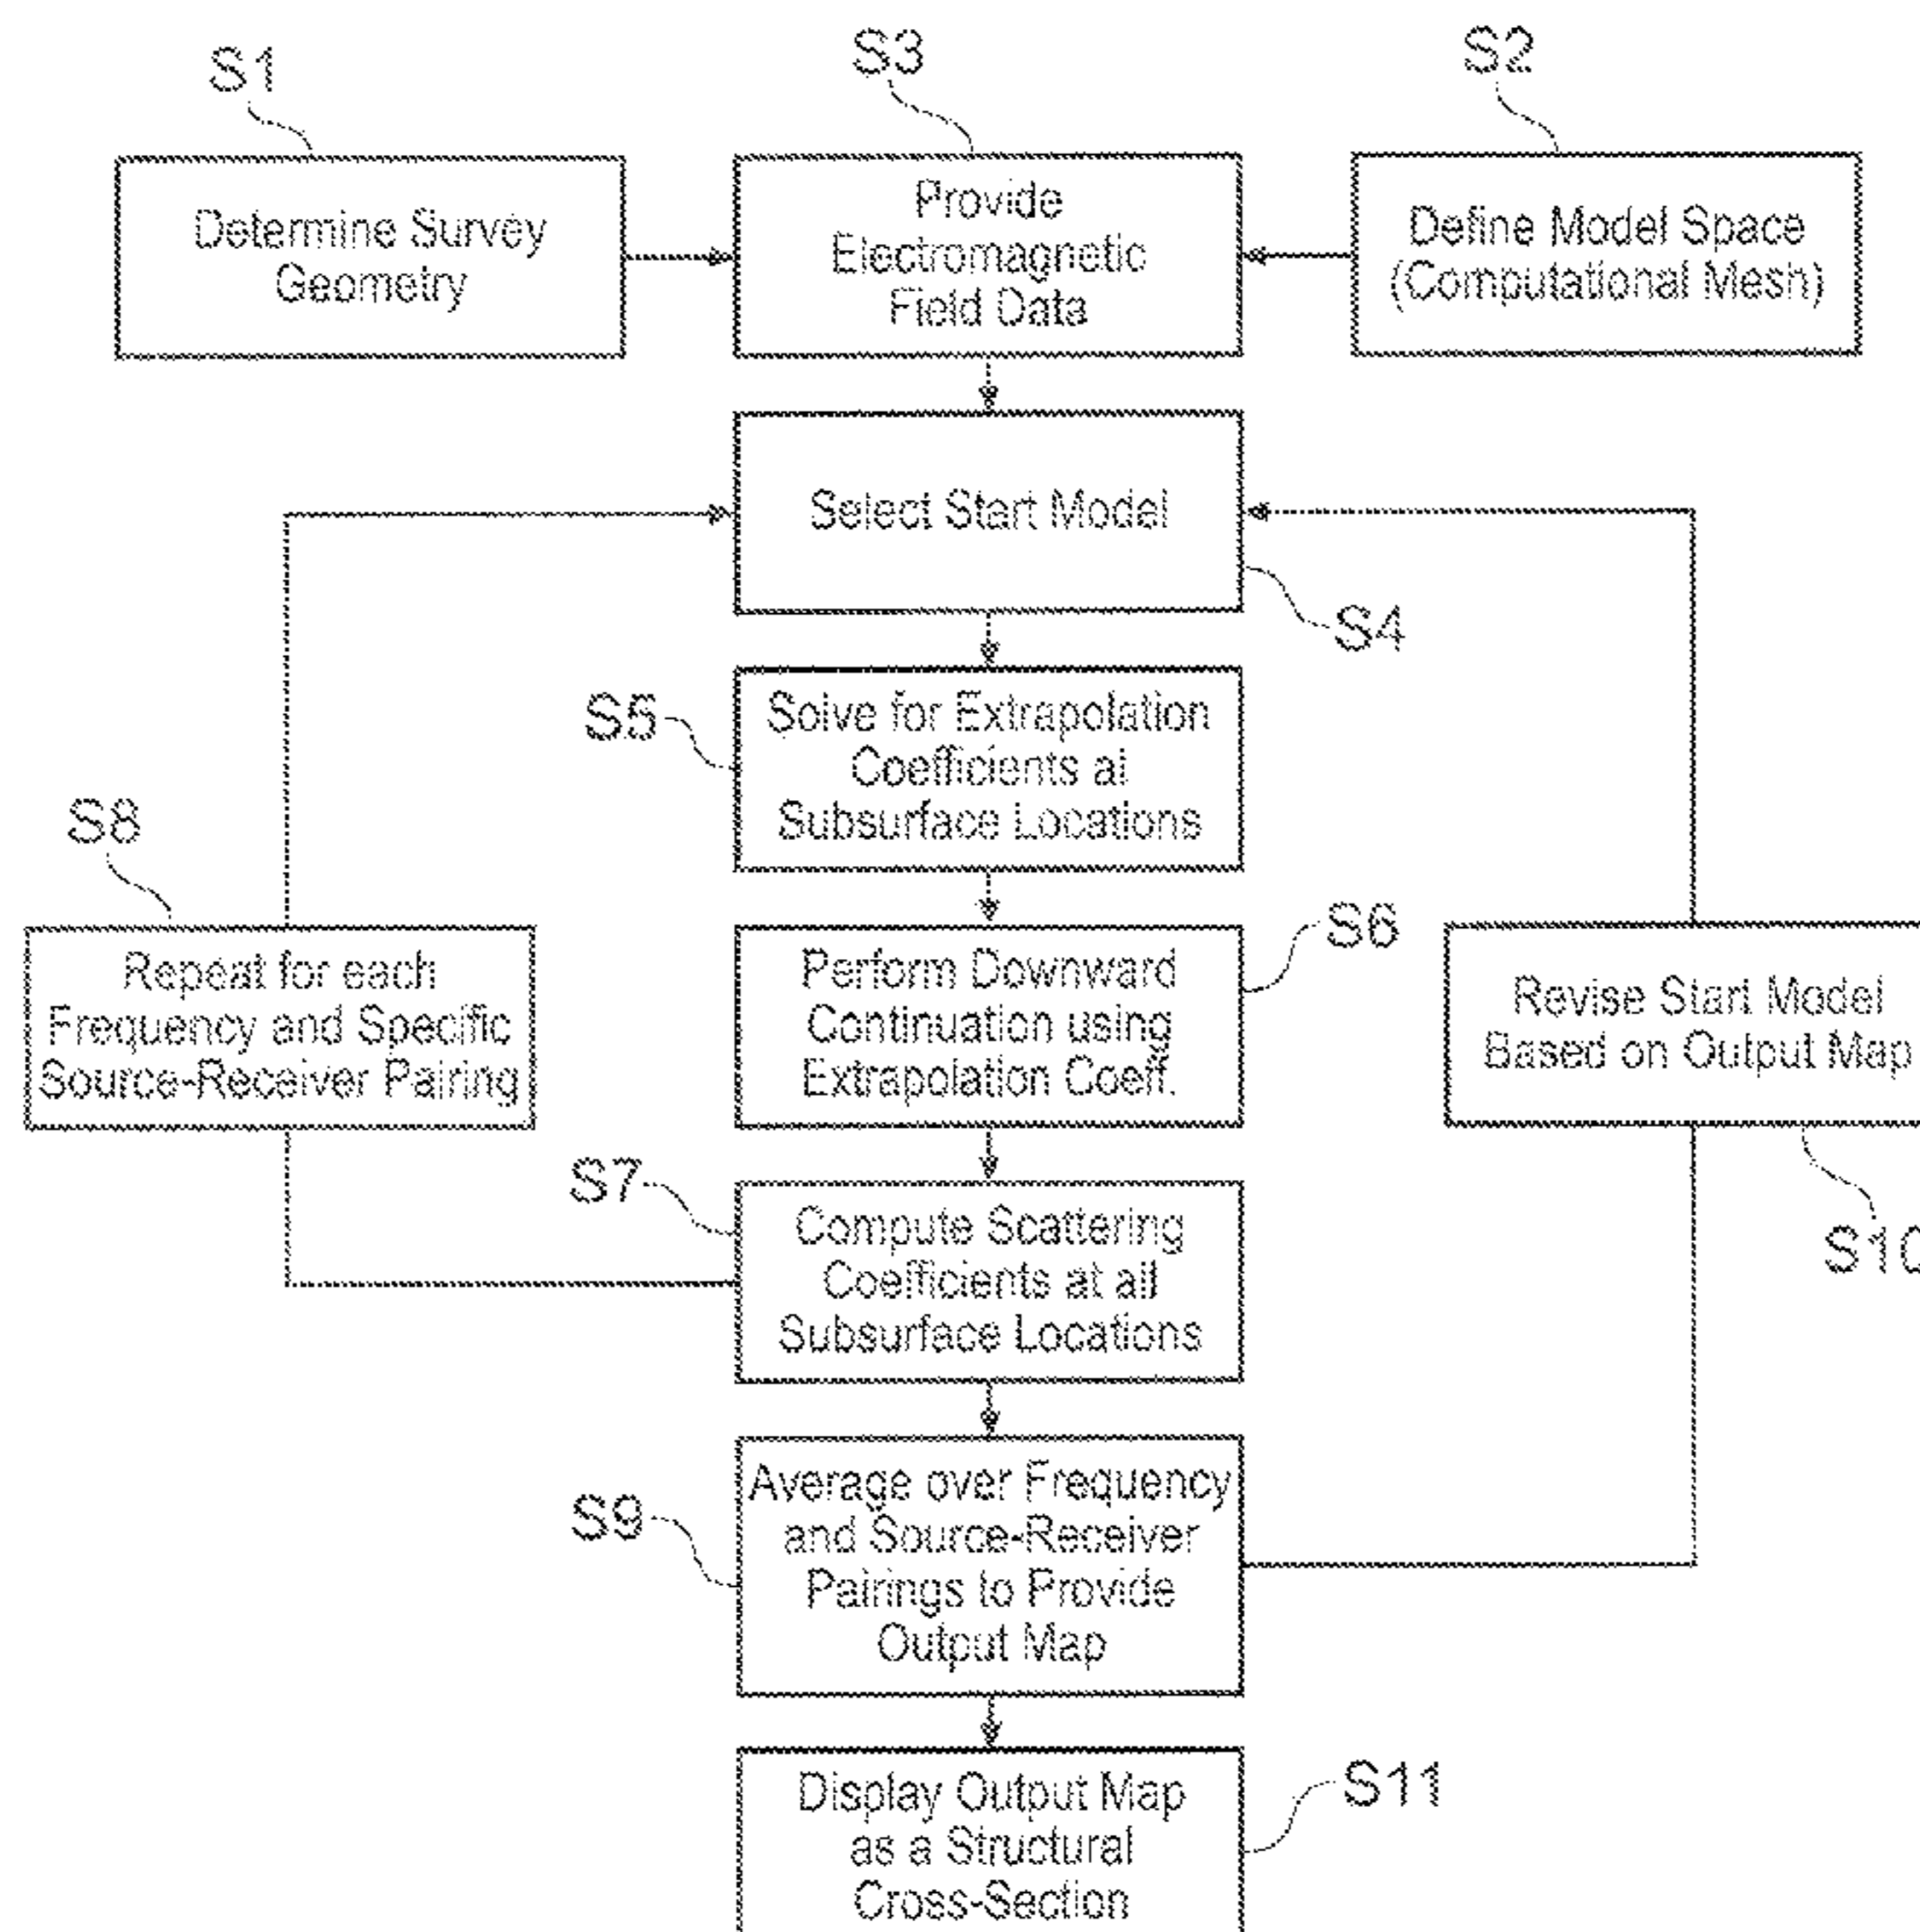 S1
S3
S2
Determine Survey
Geometry
Provide
Electromagnetic
Field Data
Define Model Space
(Computational Mesh)
Select Start Model
S4
S5
Solve for Extrapolation
Coefficients at
Subsurface Locations
S8
Repeat for each
Frequency and Specific
Source-Receiver Pairing
S6
Perform Downward
Continuation using
Extrapolation Coeff.
Revise Start Model
Based on Output Map
S10
S7
Compute Scattering
Coefficients at all
Subsurface Locations
S9
Average over Frequency
and Source-Receiver
Pairings to Provide
Output Map
S11
Display Output Map
as a Structural
Cross-Section